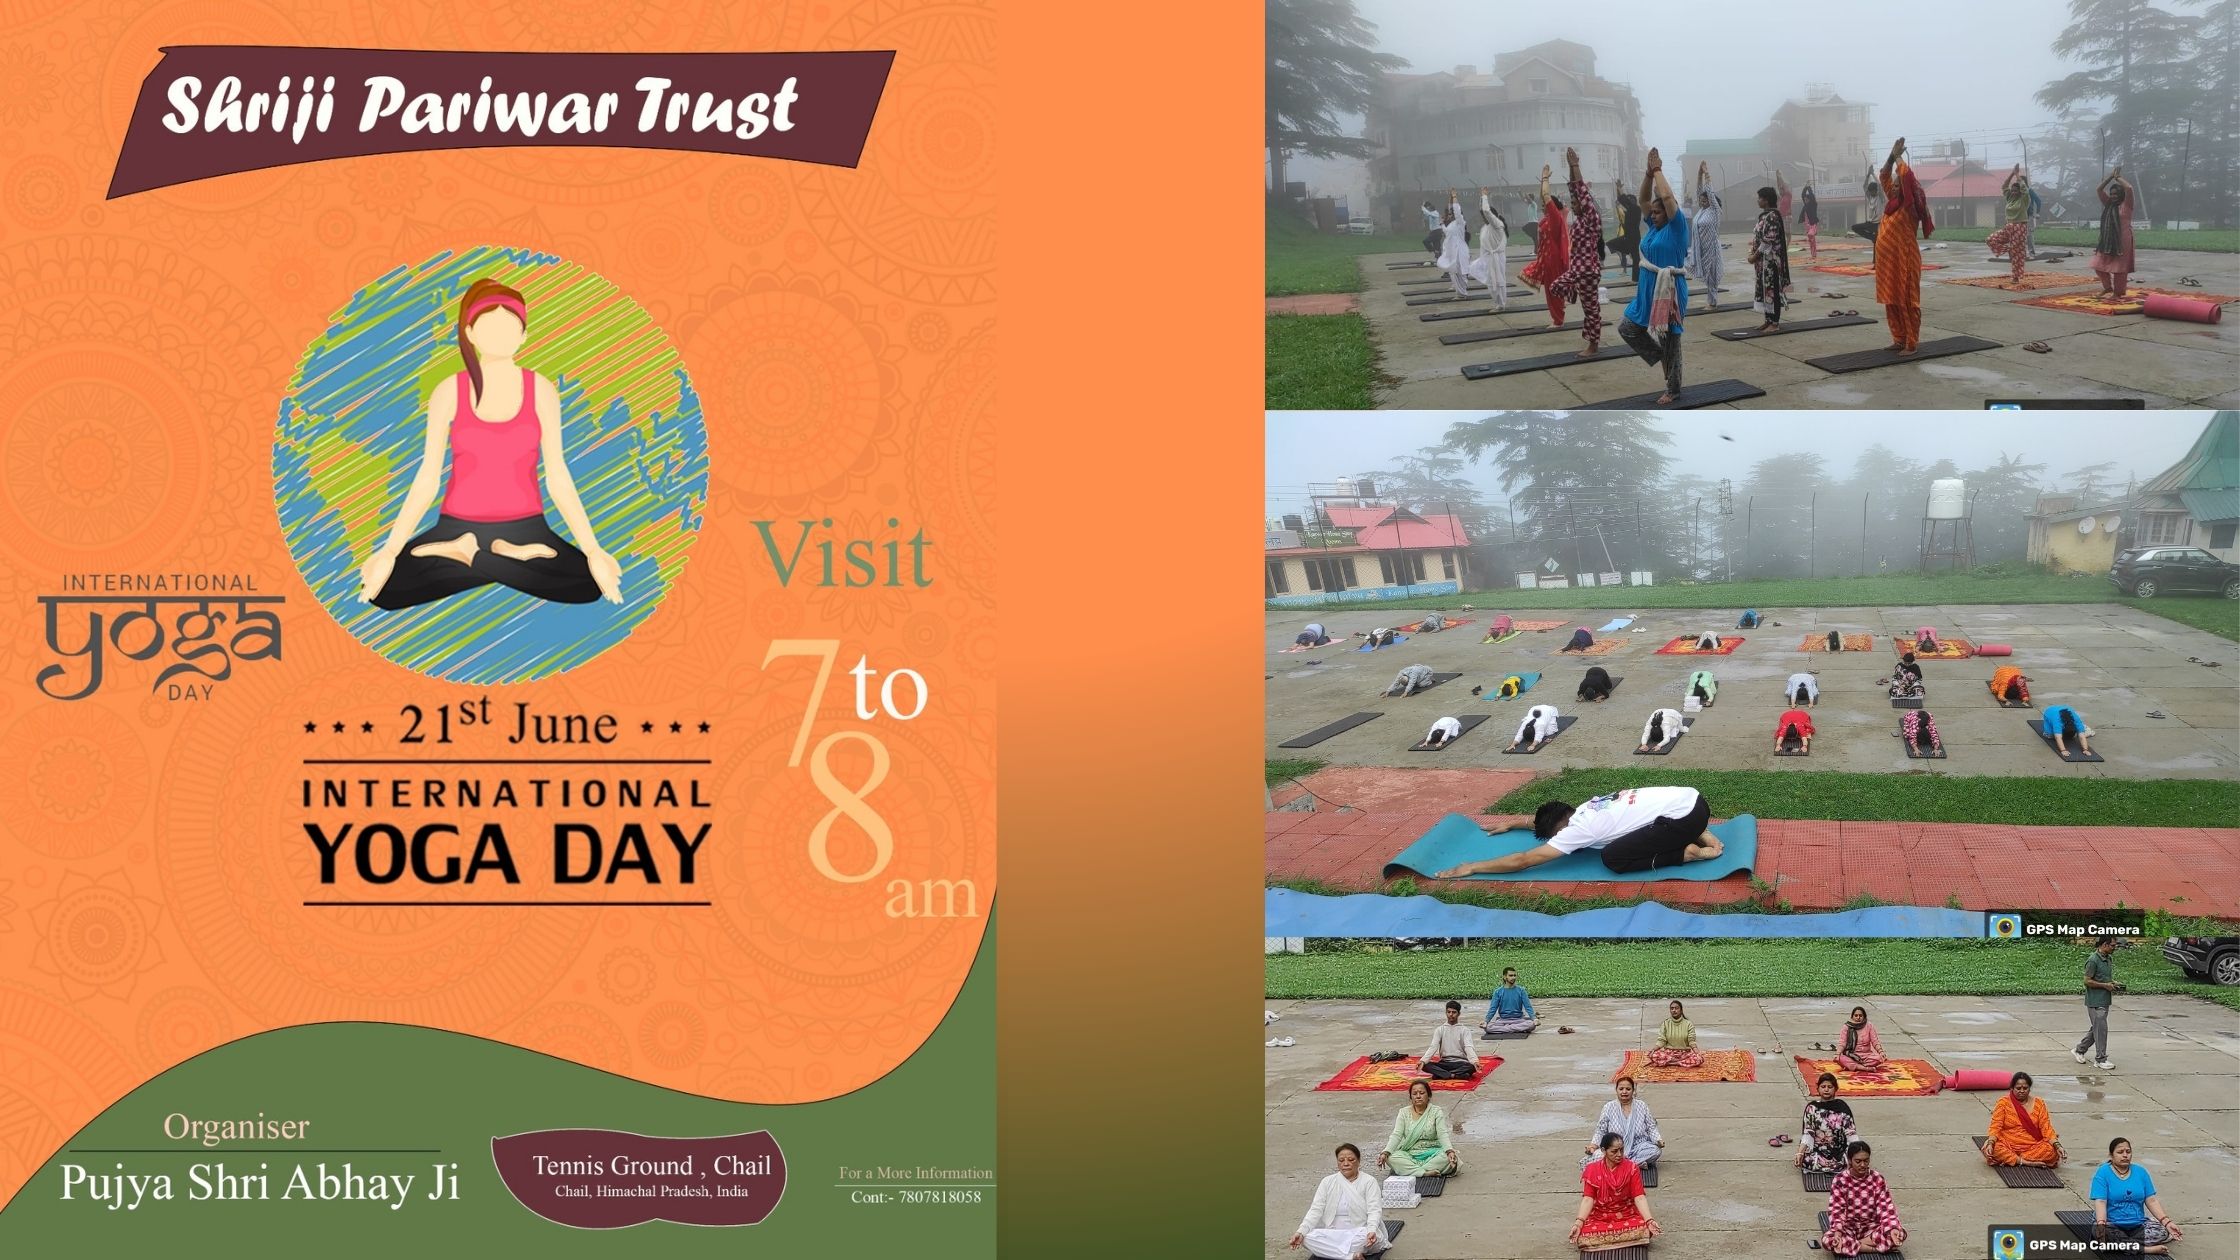 Shriji Pariwar Trust
INTERNATIONAL
yoga
DAY
21st June
INTERNATIONAL
YOGA DAY
Visit
7 to
8
am
Organiser
Pujya Shri Abhay Ji
Tennis Ground , Chail
Chail, Himachal Pradesh, India
For a More Information
Cont:- 7807818058
GPS Map Camera
GPS Map Camera